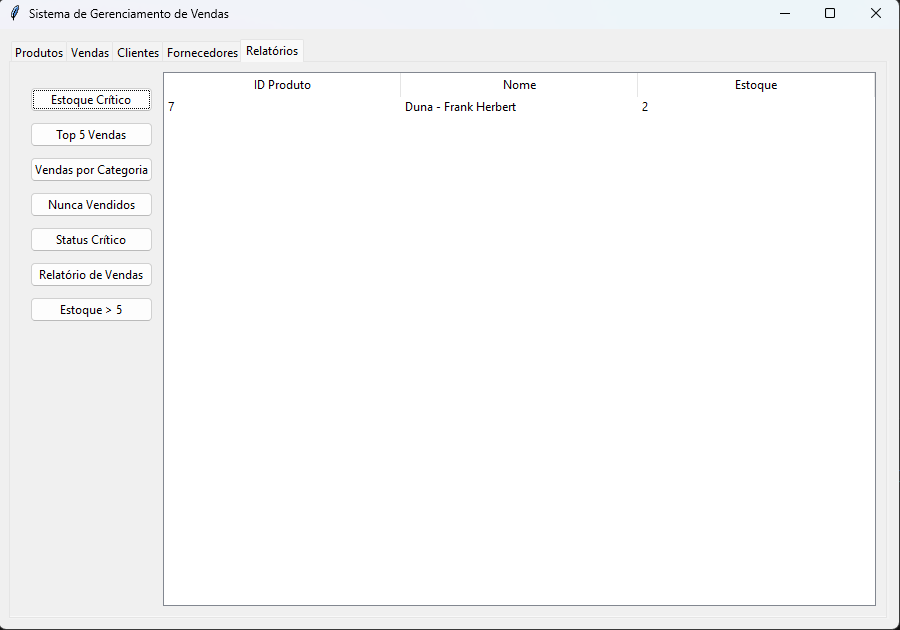 Sistema de Gerenciamento de Vendas
Produtos Vendas Clientes Fornecedores Relatórios
Estoque Crítico
Top 5 Vendas
Vendas por Categoria
Nunca Vendidos
Status Crítico
Relatório de Vendas
Estoque > 5
ID Produto Nome Estoque
7 Duna - Frank Herbert 2